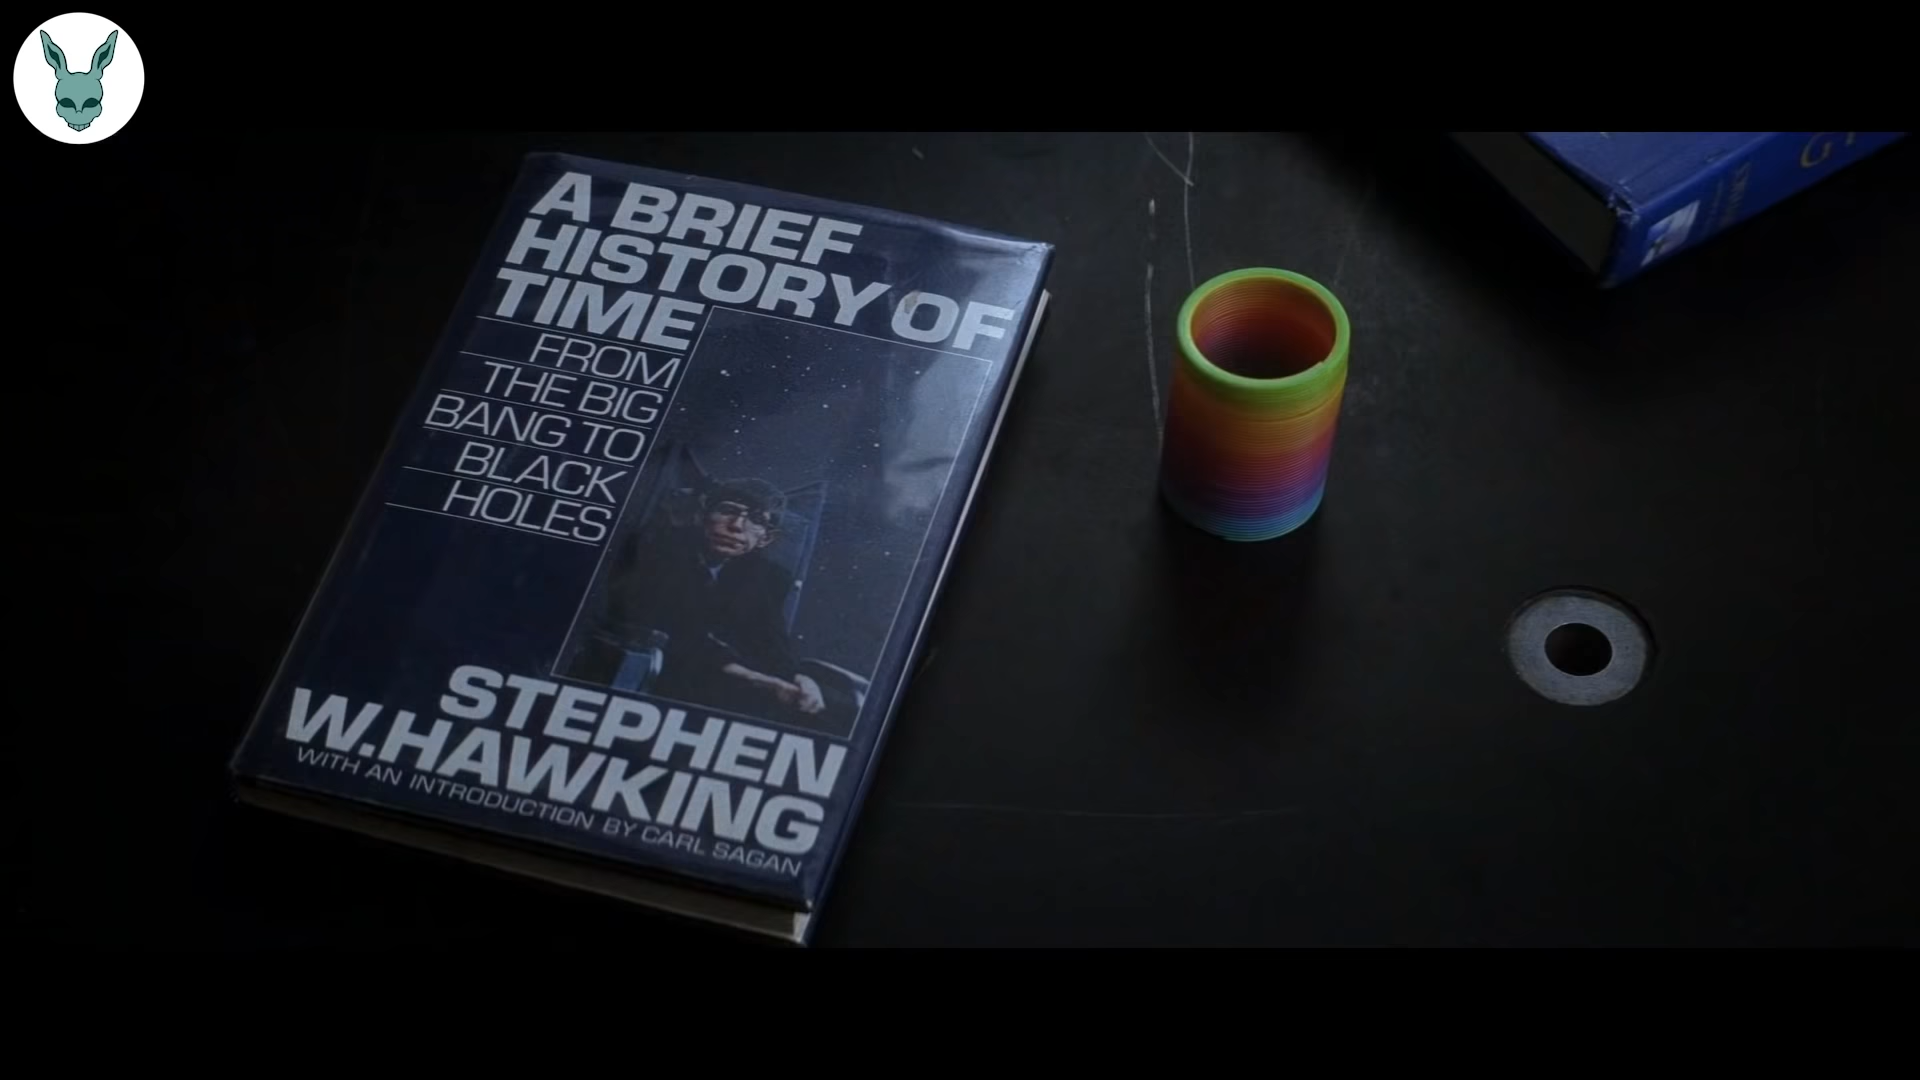 A BRIEF
HISTORY OF
TIME
FROM
THE BIG
BANG TO
BLACK
HOLES
STEPHEN
W. HAWKING
WITH AN INTRODUCTION BY CARL SAGAN